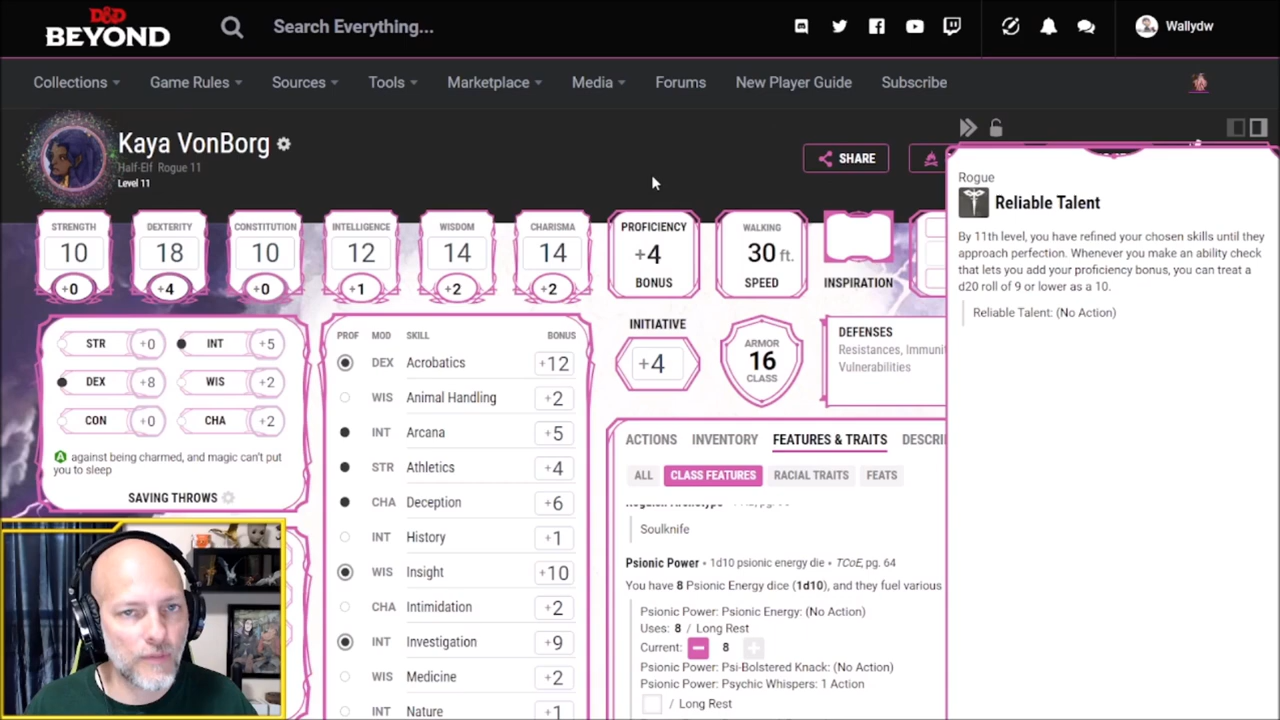 D&D
BEYOND
Search Everything...
Wallydw
Collections
Game Rules
Sources
Tools
Marketplace
Media
Forums
New Player Guide
Subscribe
Kaya VonBorg
Half-Elf Rogue 11
Level 11
SHARE
STRENGTH
10
+0
DEXTERITY
18
+4
CONSTITUTION
10
+0
INTELLIGENCE
12
+1
WISDOM
14
+2
CHARISMA
14
+2
PROFICIENCY
+4
BONUS
WALKING
30 ft.
SPEED
INSPIRATION
STR +0
INT +5
DEX +8
WIS +2
CON +0
CHA +2
A against being charmed, and magic can't put
you to sleep
SAVING THROWS
PROF MOD SKILL BONUS
DEX Acrobatics +12
WIS Animal Handling +2
INT Arcana +5
STR Athletics +4
CHA Deception +6
INT History +1
WIS Insight +10
CHA Intimidation +2
INT Investigation +9
WIS Medicine +2
INT Nature +1
INITIATIVE
+4
ARMOR
16
CLASS
DEFENSES
Resistances, Immuni
Vulnerabilities
ACTIONS
INVENTORY
FEATURES & TRAITS
DESCRI
ALL
CLASS FEATURES
RACIAL TRAITS
FEATS
Soulknife
Psionic Power • 1d10 psionic energy die • TCoE, pg. 64
You have 8 Psionic Energy dice (1d10), and they fuel various
Psionic Power: Psionic Energy: (No Action)
Uses: 8 / Long Rest
Current: 8
Psionic Power: Psi-Bolstered Knack: (No Action)
Psionic Power: Psychic Whispers: 1 Action
/ Long Rest
Rogue
Reliable Talent
By 11th level, you have refined your chosen skills until they
approach perfection. Whenever you make an ability check
that lets you add your proficiency bonus, you can treat a
d20 roll of 9 or lower as a 10.
Reliable Talent: (No Action)